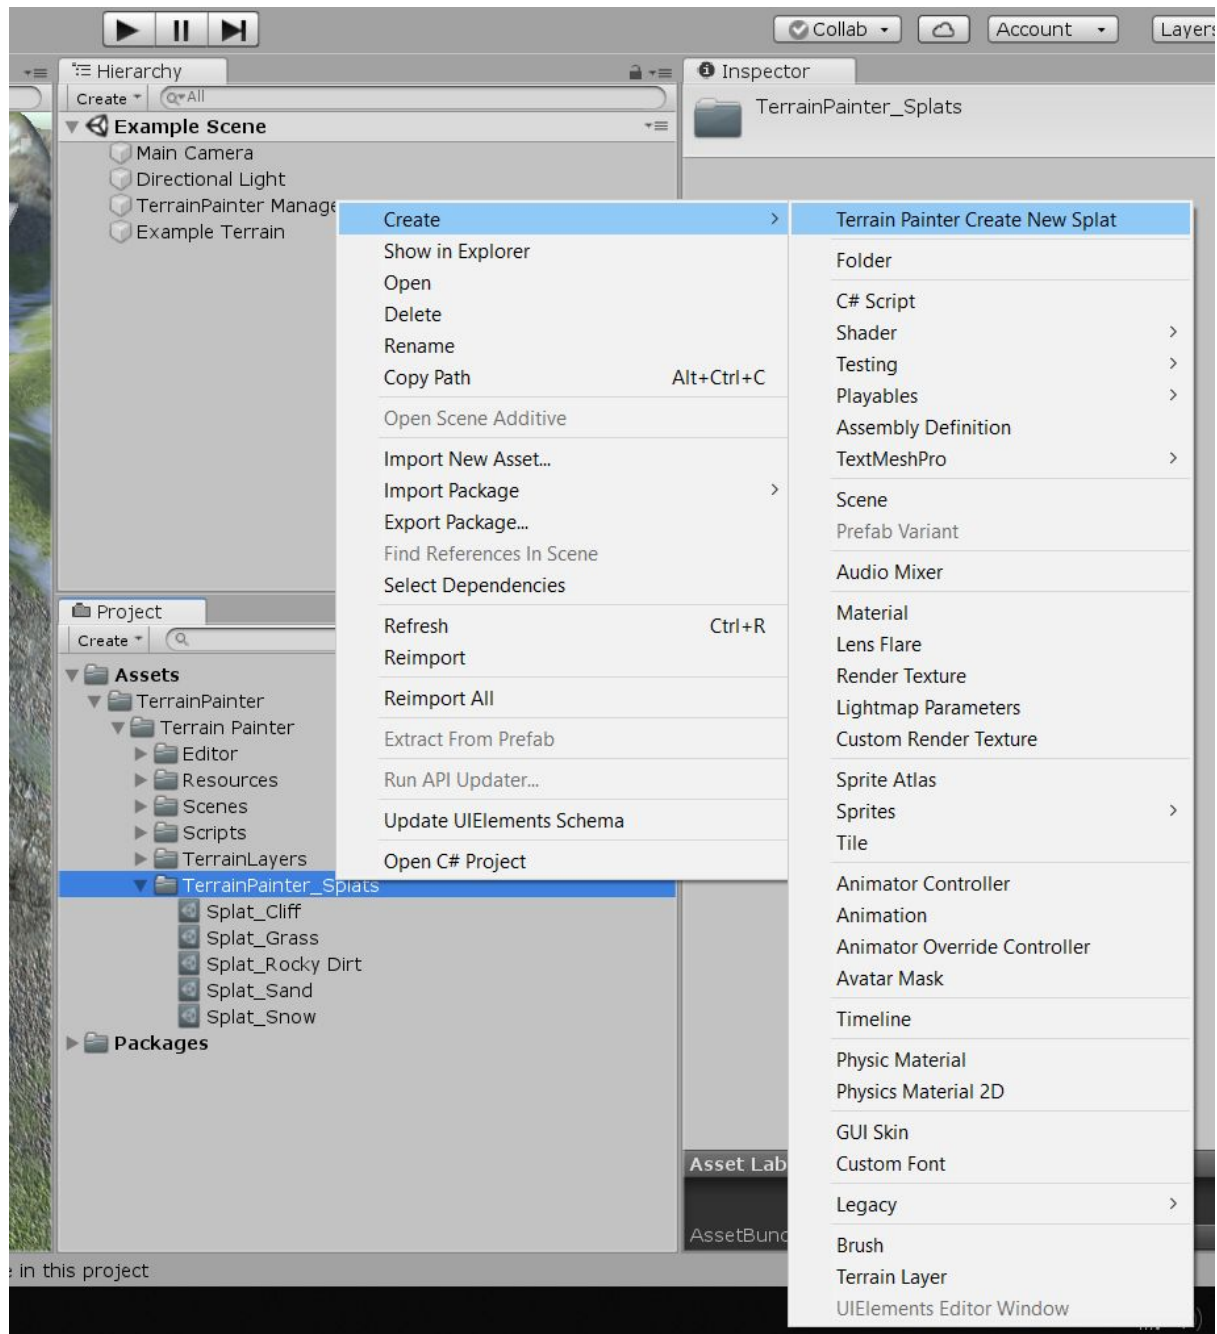 Collab
Account
Layers
Hierarchy
Create
All
Example Scene
Main Camera
Directional Light
TerrainPainter Manage
Example Terrain
Inspector
TerrainPainter_Splats
Create
Show in Explorer
Open
Delete
Rename
Copy Path Alt+Ctrl+C
Open Scene Additive
Import New Asset...
Import Package
Export Package...
Find References In Scene
Select Dependencies
Refresh Ctrl+R
Reimport
Reimport All
Extract From Prefab
Run API Updater...
Update UIElements Schema
Open C# Project
Terrain Painter Create New Splat
Folder
C# Script
Shader
Testing
Playables
Assembly Definition
TextMeshPro
Scene
Prefab Variant
Audio Mixer
Material
Lens Flare
Render Texture
Lightmap Parameters
Custom Render Texture
Sprite Atlas
Sprites
Tile
Animator Controller
Animation
Animator Override Controller
Avatar Mask
Timeline
Physic Material
Physics Material 2D
GUI Skin
Custom Font
Legacy
Brush
Terrain Layer
UIElements Editor Window
Project
Create
Assets
TerrainPainter
Terrain Painter
Editor
Resources
Scenes
Scripts
TerrainLayers
TerrainPainter_Splats
Splat_Cliff
Splat_Grass
Splat_Rocky Dirt
Splat_Sand
Splat_Snow
Packages
Asset Lab
AssetBund
in this project